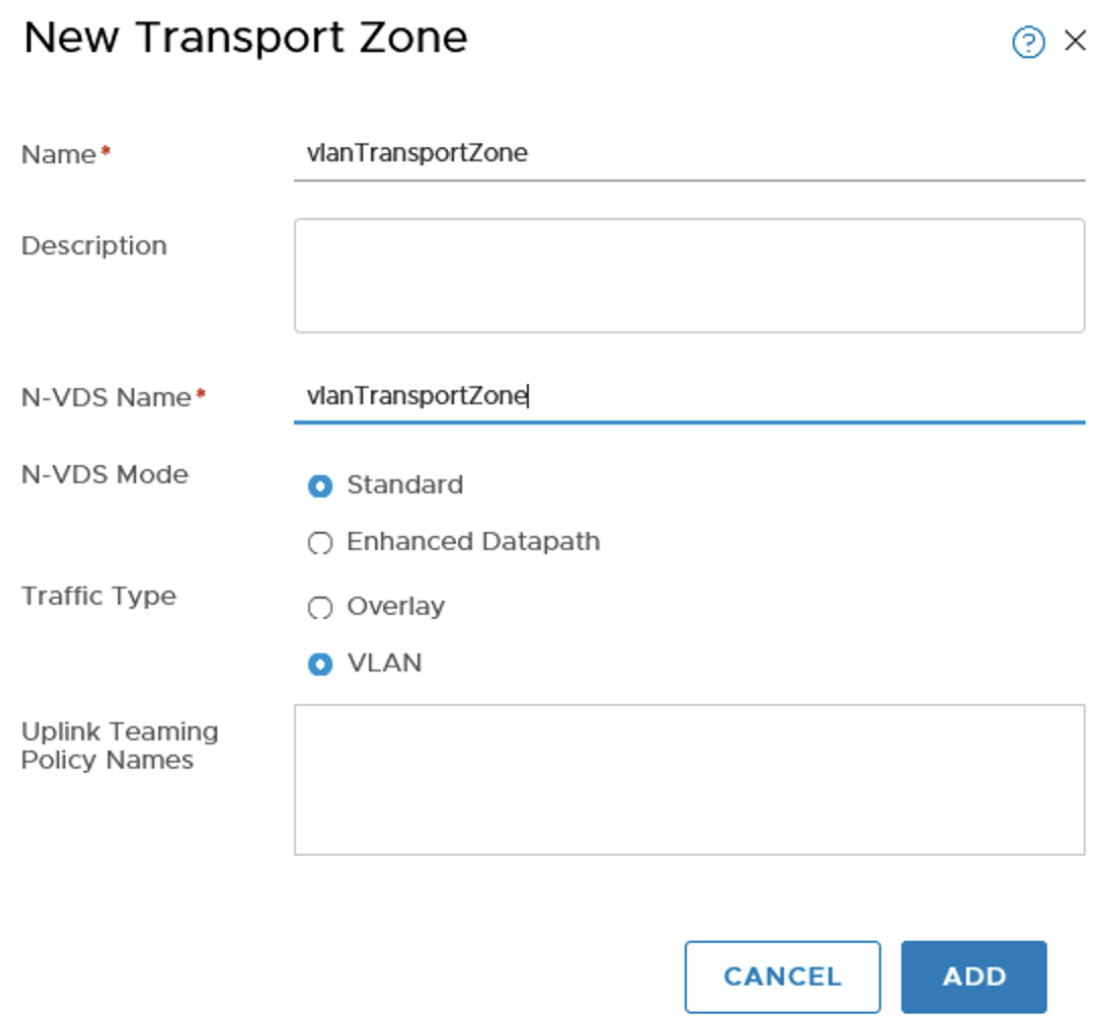 New Transport Zone
Name*
vlanTransportZone
Description
N-VDS Name*
vlanTransportZone
N-VDS Mode
Standard
Enhanced Datapath
Traffic Type
Overlay
VLAN
Uplink Teaming
Policy Names
CANCEL
ADD